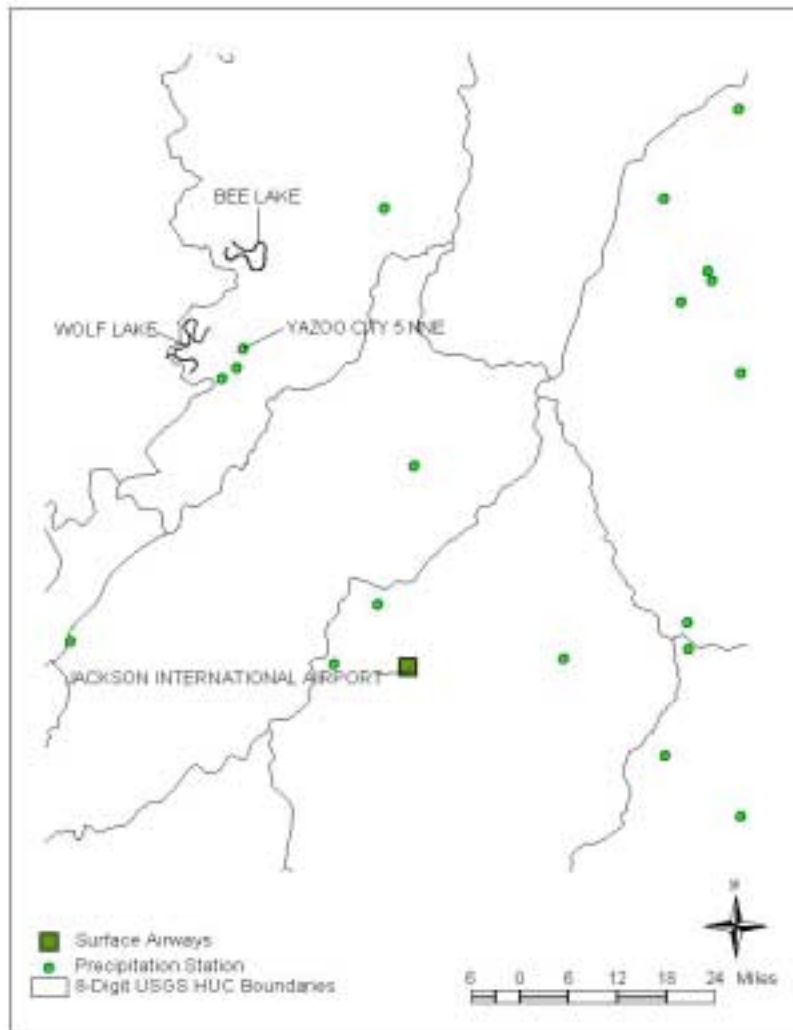 BEE LAKE
WOLF LAKE
YAZOO CITY 5 NNE
JACKSON INTERNATIONAL AIRPORT
N
Surface Airways
Precipitation Station
8-Digit USGS HUC Boundaries
6 0 6 12 18 24 Miles